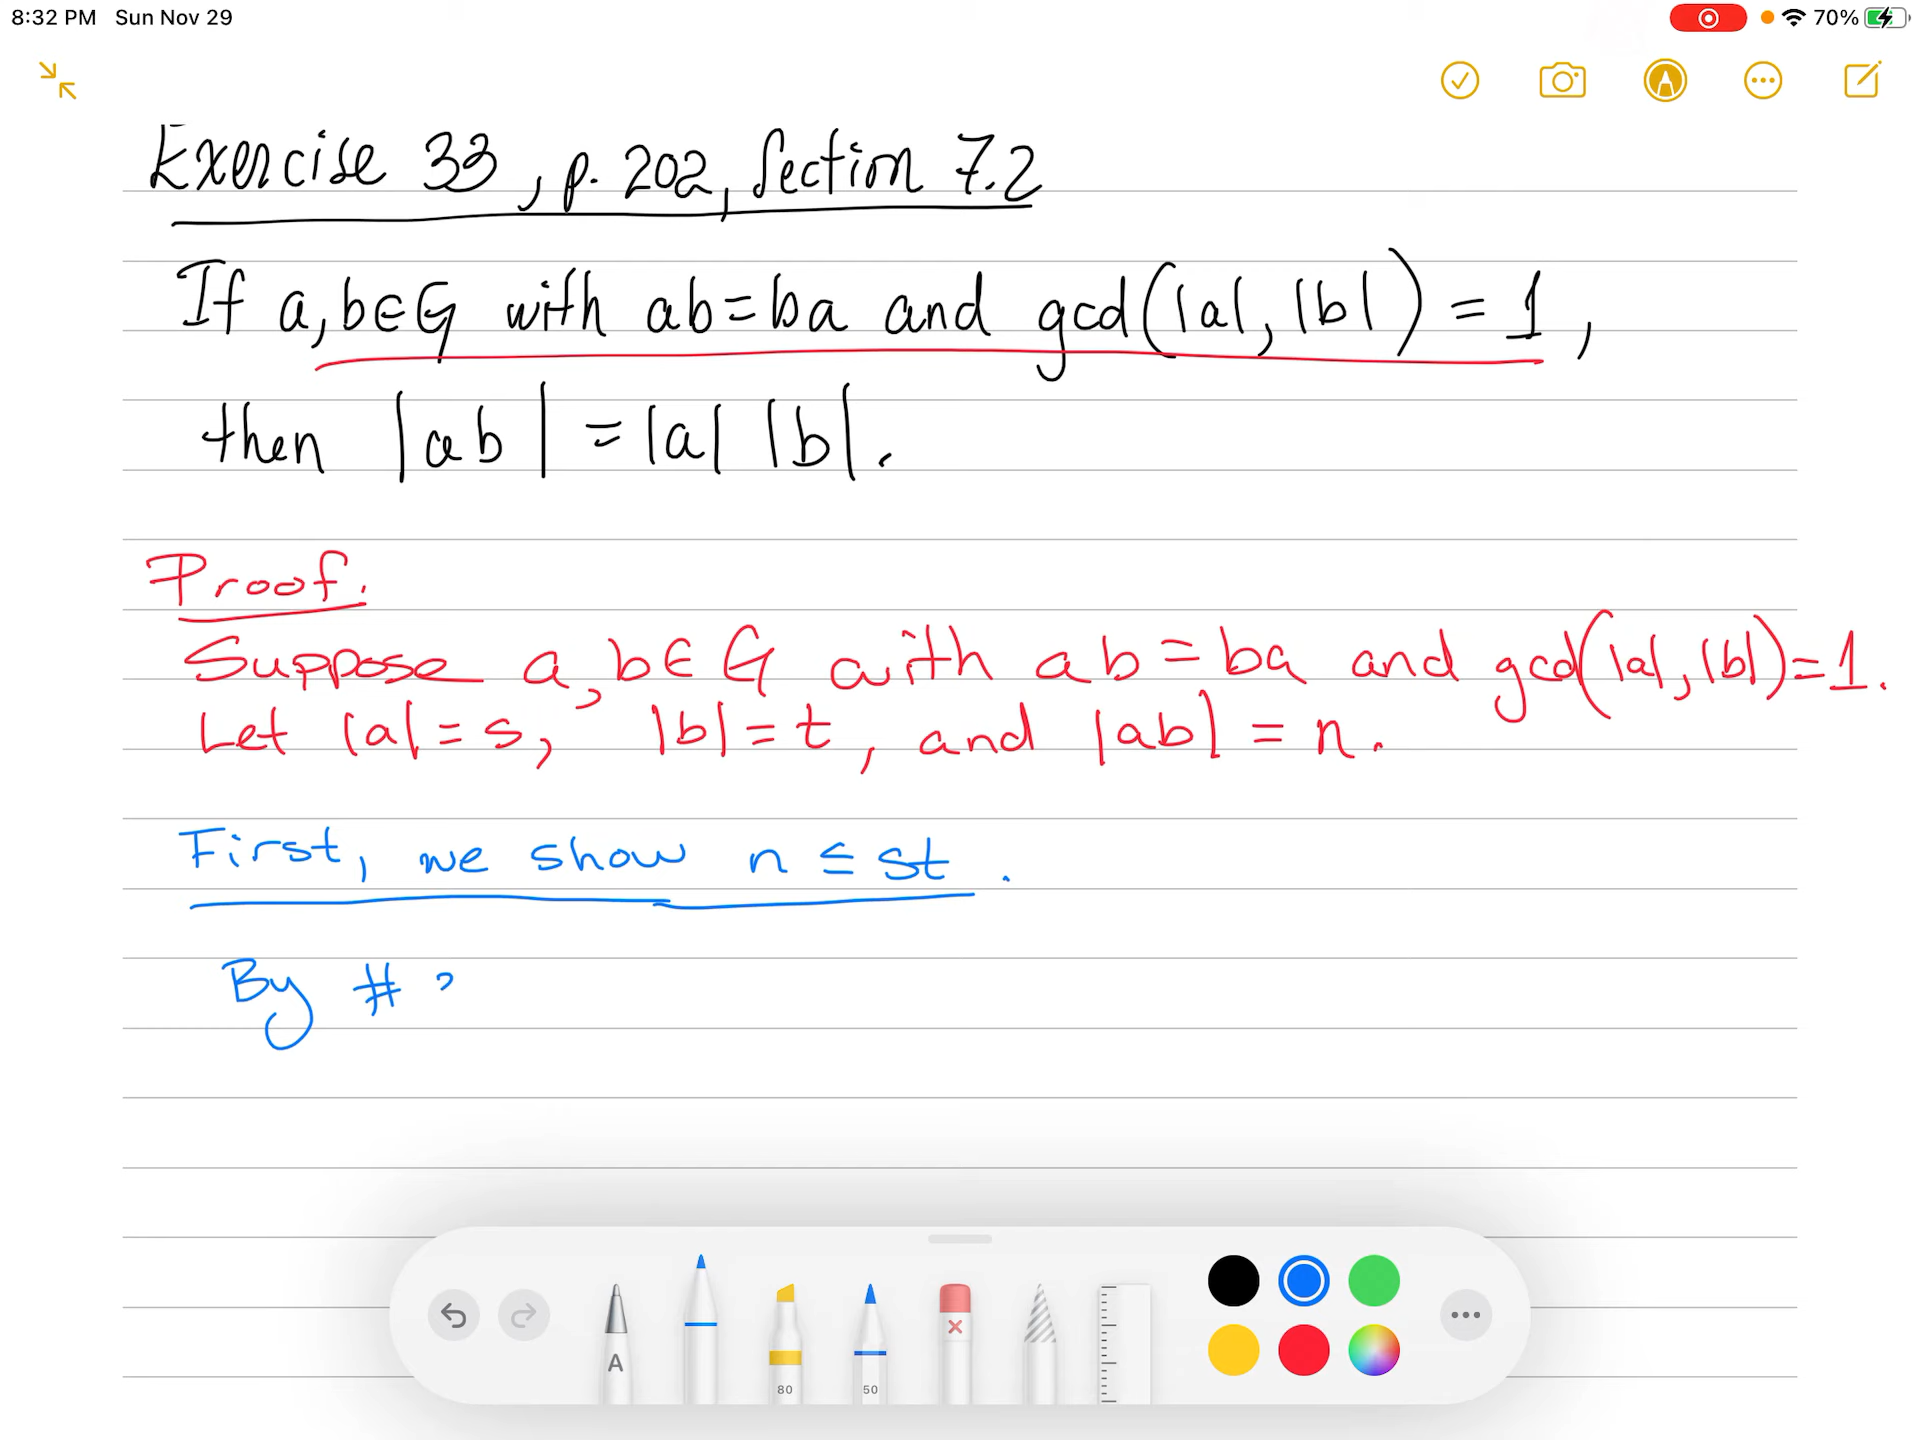 8:32 PM Sun Nov 29 70%
Exercise 33, p. 202, Section 7.2
If a, b∈G with ab=ba and gcd(|a|, |b|) = 1,
then |ab| = |a| |b|.
Proof.
Suppose a, b∈G with ab=ba and gcd(|a|, |b|)=1.
Let |a|=s, |b|=t, and |ab|=n.
First, we show n ≤ st.
By #
A 80 50